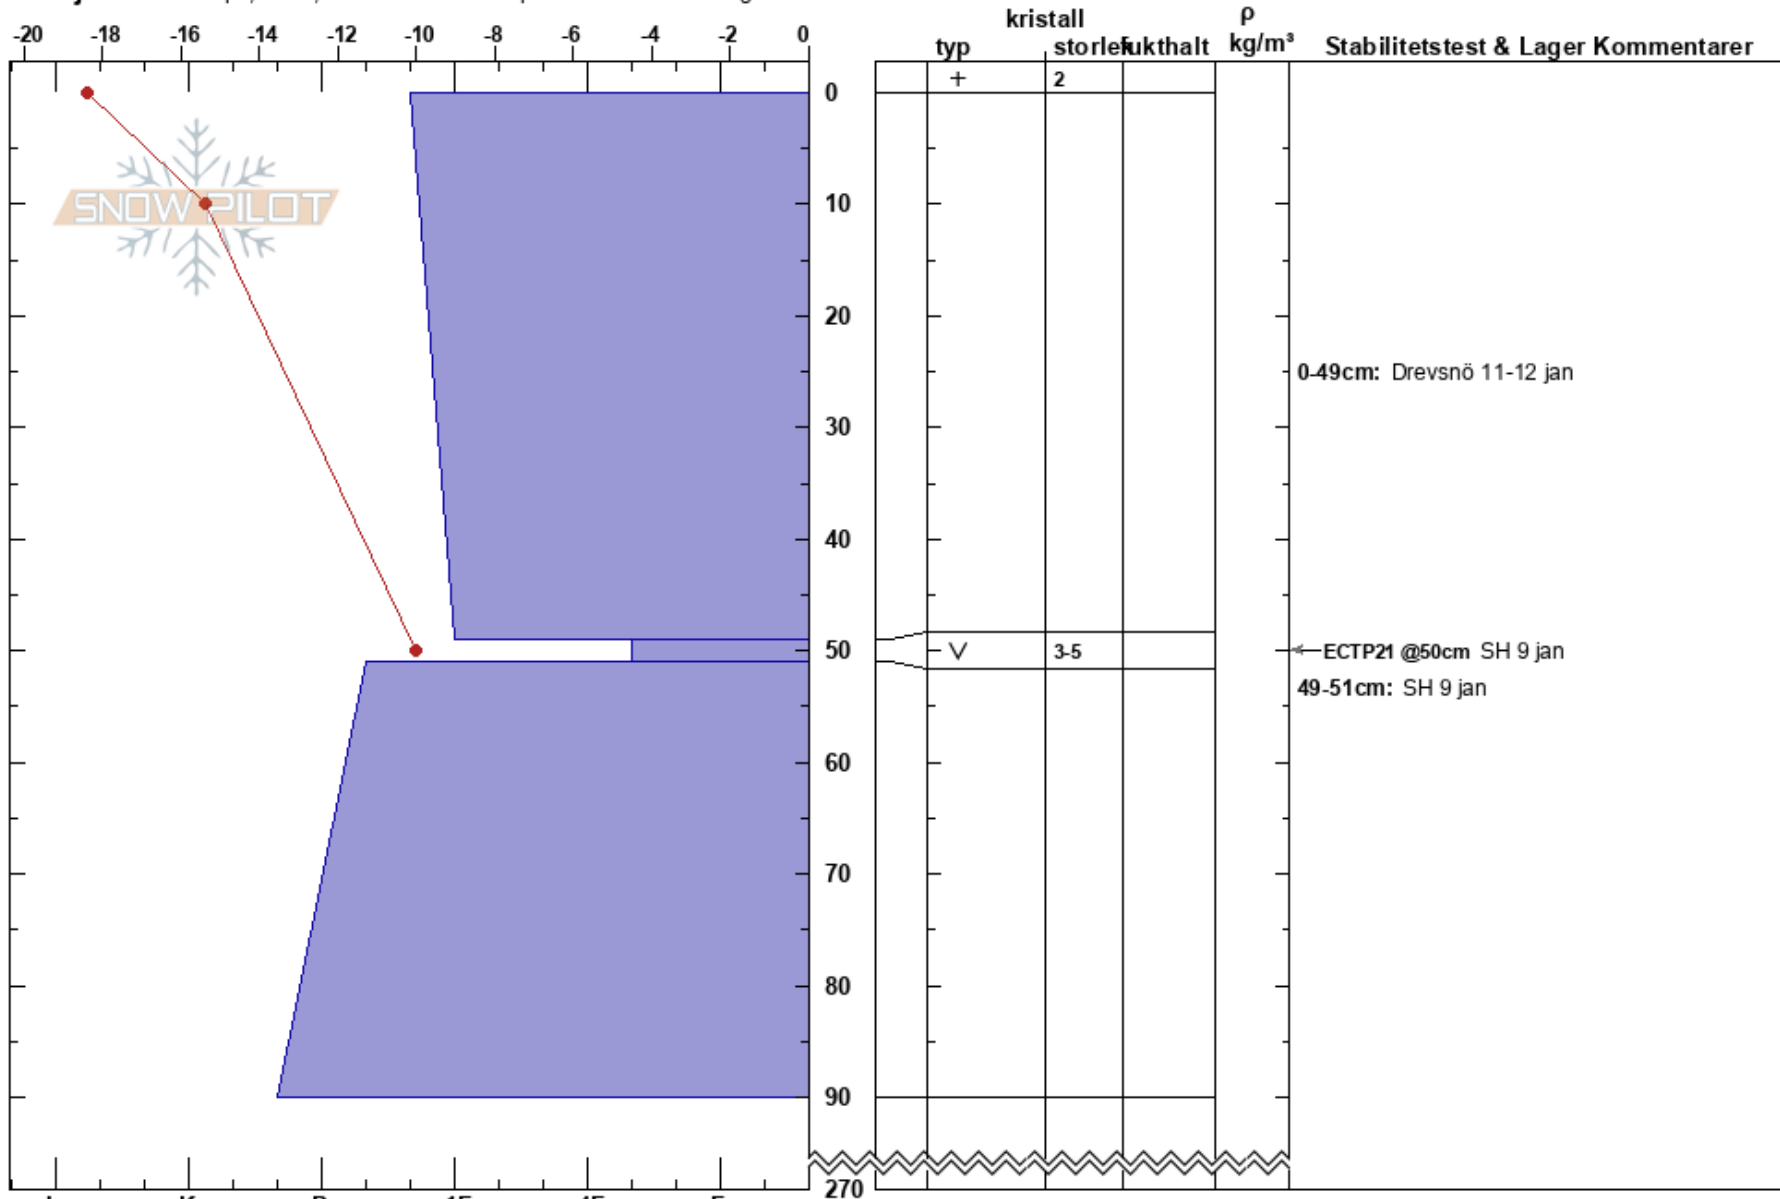 kristall ρ
-20 -18 -16 -14 -12 -10 -8 -6 -4 -2 0 typ storlek fukthalt kg/m³ Stabilitetstest & Lager Kommentarer
+ 2
0
SNOW PILOT
10
20
0-49cm: Drevsnö 11-12 jan
30
40
50 V 3-5 ECTP21 @50cm SH 9 jan
49-51cm: SH 9 jan
60
70
80
90
270